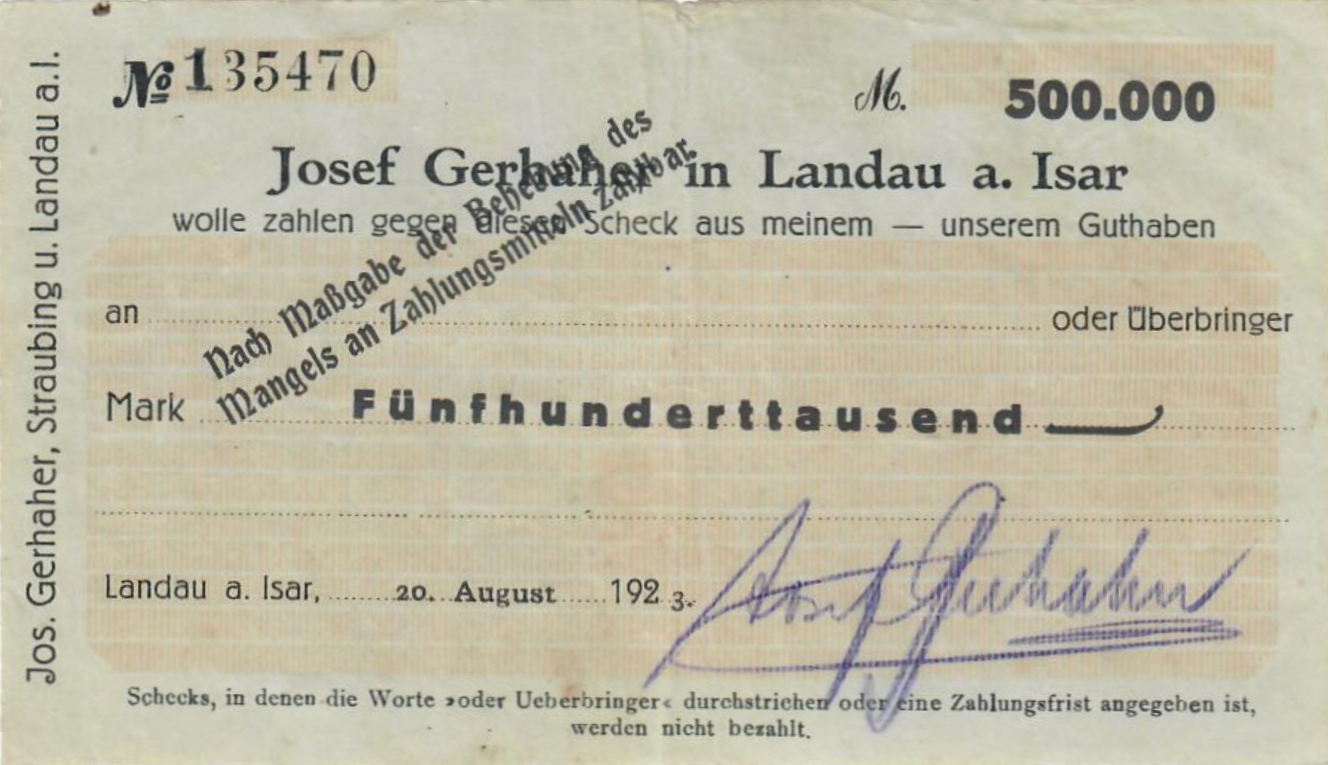 № 135470
M. 500.000
Josef Gerhaher in Landau a. Isar
wolle zahlen gegen diesen Scheck aus meinem — unserem Guthaben
an oder Überbringer
Mark Fünfhunderttausend
Landau a. Isar, 20. August 1923.
Josef Gerhaher
Schecks, in denen die Worte »oder Ueberbringer« durchstrichen oder eine Zahlungsfrist angegeben ist,
werden nicht bezahlt.
Nach Maßgabe der Behebung des
Mangels an Zahlungsmitteln zahlbar
Jos. Gerhaher, Straubing u. Landau a.I.